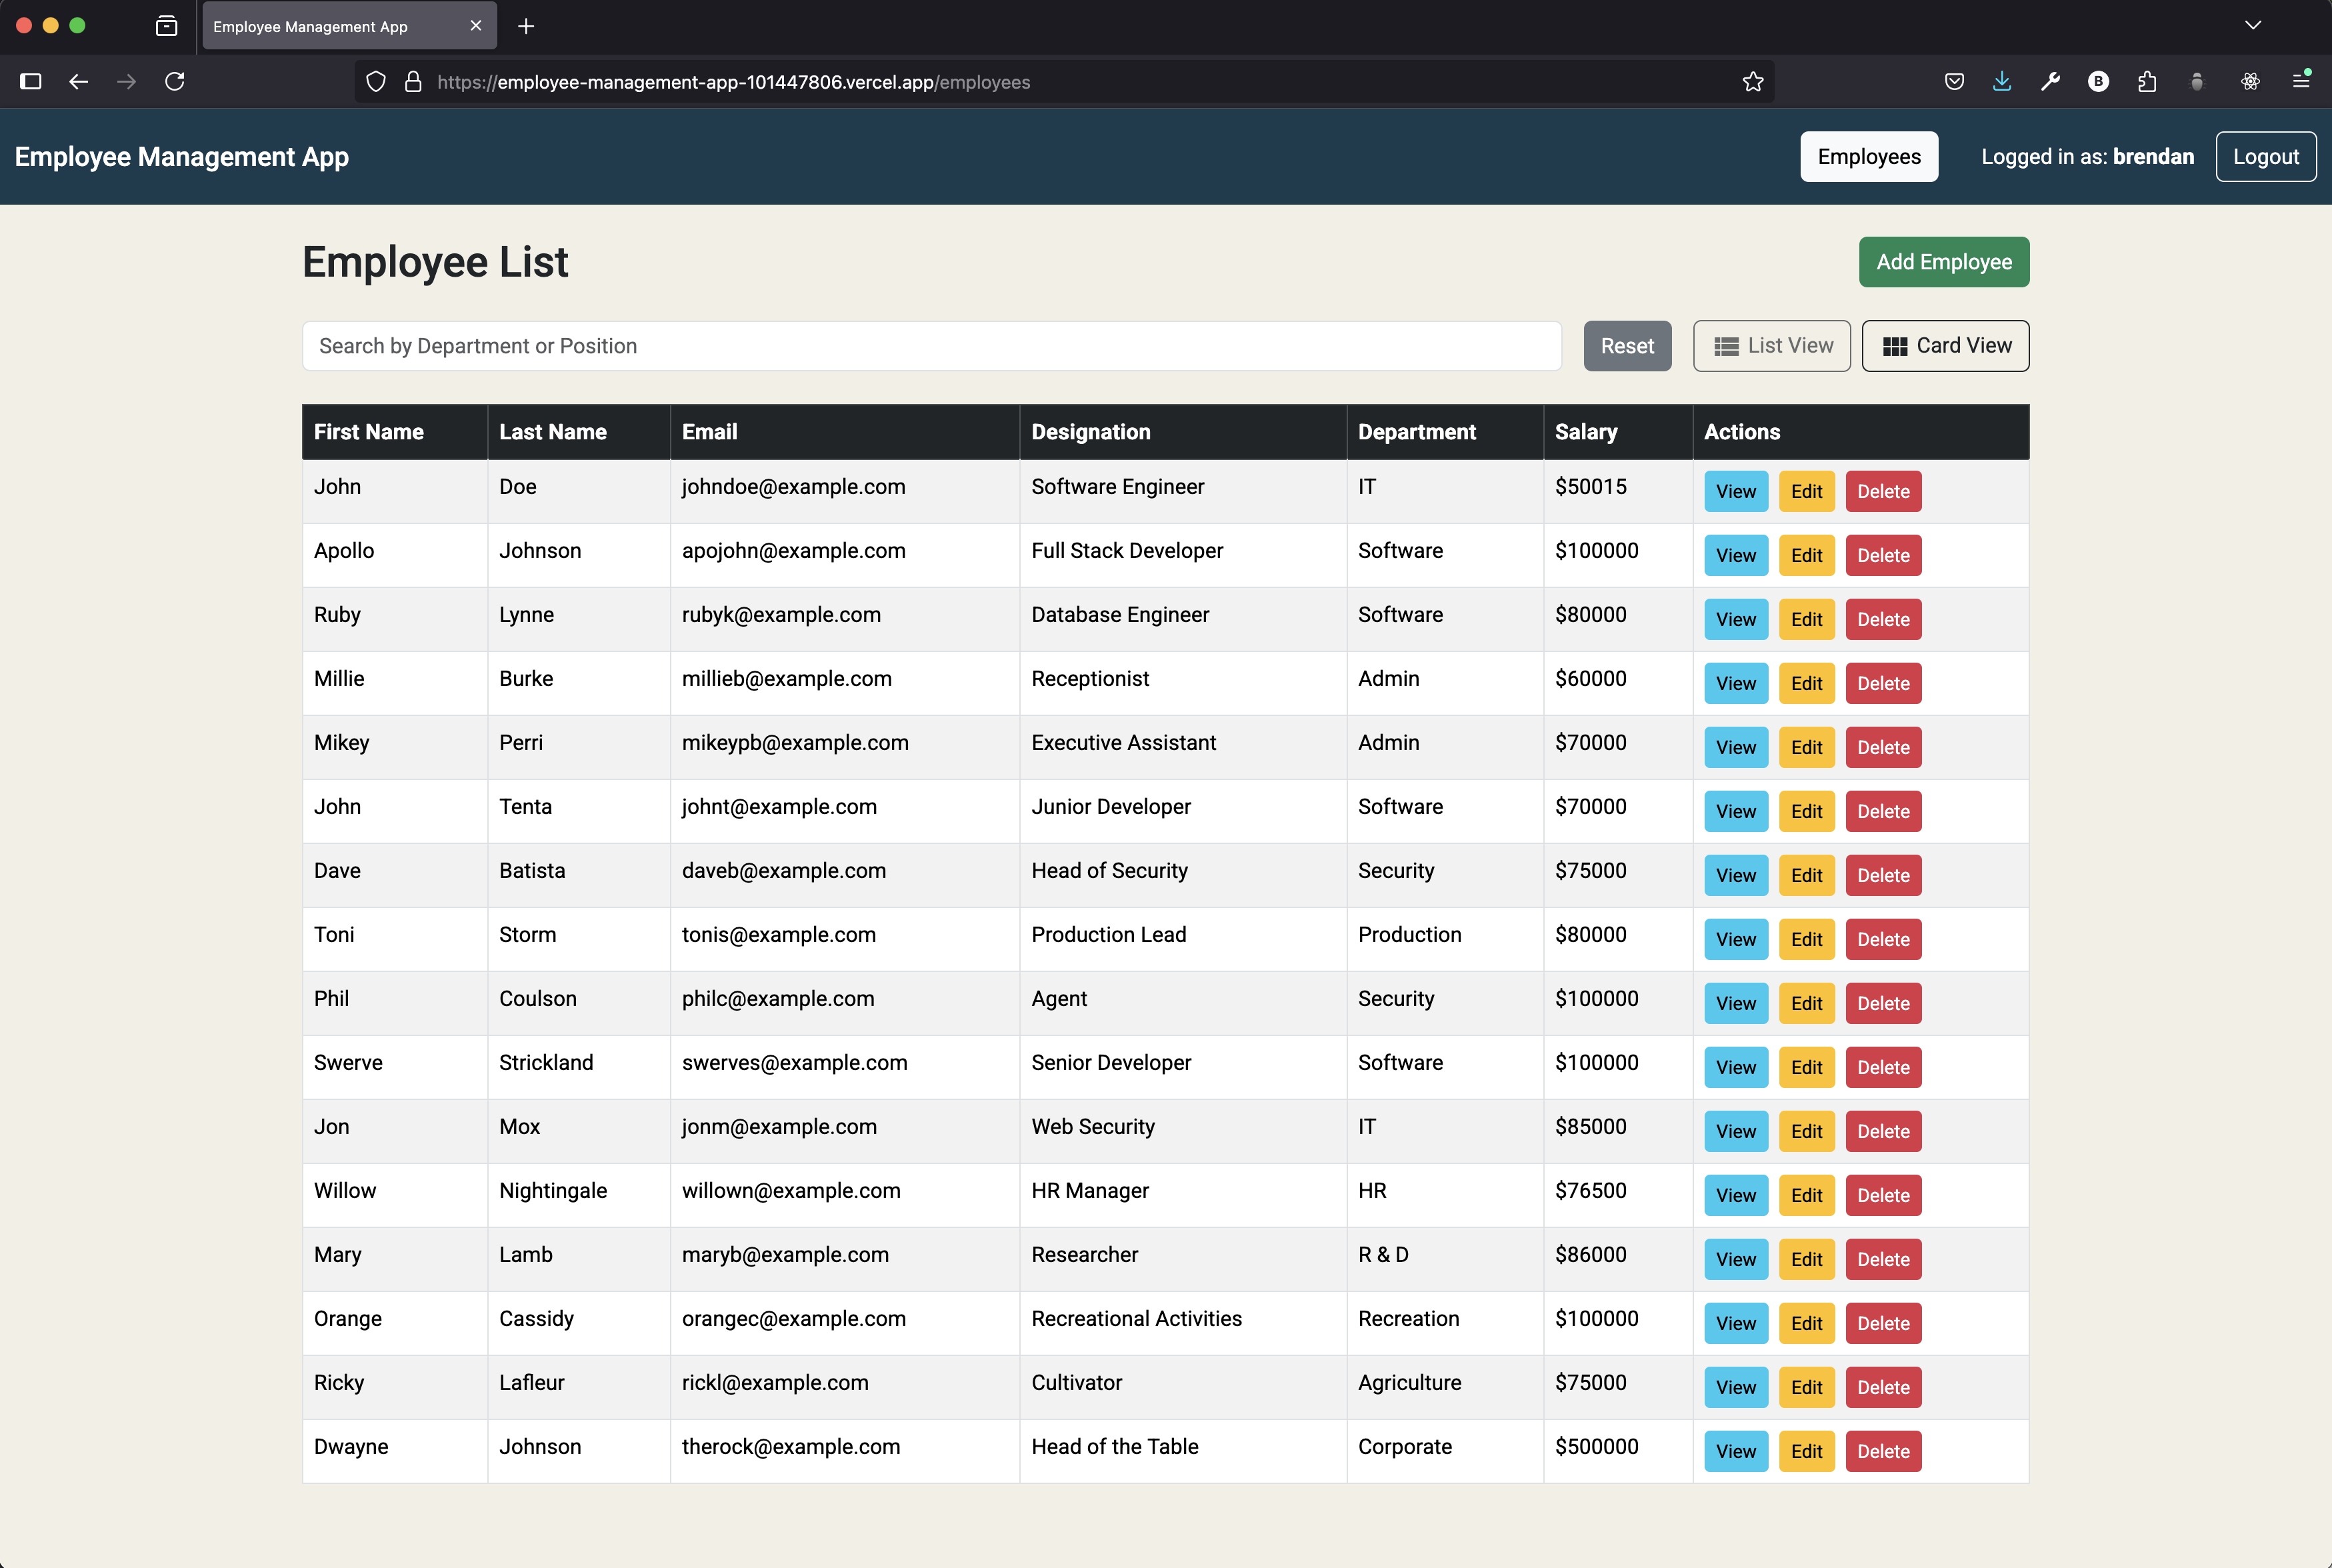 Employee Management App
https://employee-management-app-101447806.vercel.app/employees
B
Employee Management App Employees Logged in as: brendan Logout
Employee List Add Employee
Search by Department or Position Reset List View Card View
First Name Last Name Email Designation Department Salary Actions
John Doe johndoe@example.com Software Engineer IT $50015 View Edit Delete
Apollo Johnson apojohn@example.com Full Stack Developer Software $100000 View Edit Delete
Ruby Lynne rubyk@example.com Database Engineer Software $80000 View Edit Delete
Millie Burke millieb@example.com Receptionist Admin $60000 View Edit Delete
Mikey Perri mikeypb@example.com Executive Assistant Admin $70000 View Edit Delete
John Tenta johnt@example.com Junior Developer Software $70000 View Edit Delete
Dave Batista daveb@example.com Head of Security Security $75000 View Edit Delete
Toni Storm tonis@example.com Production Lead Production $80000 View Edit Delete
Phil Coulson philc@example.com Agent Security $100000 View Edit Delete
Swerve Strickland swerves@example.com Senior Developer Software $100000 View Edit Delete
Jon Mox jonm@example.com Web Security IT $85000 View Edit Delete
Willow Nightingale willown@example.com HR Manager HR $76500 View Edit Delete
Mary Lamb maryb@example.com Researcher R & D $86000 View Edit Delete
Orange Cassidy orangec@example.com Recreational Activities Recreation $100000 View Edit Delete
Ricky Lafleur rickl@example.com Cultivator Agriculture $75000 View Edit Delete
Dwayne Johnson therock@example.com Head of the Table Corporate $500000 View Edit Delete